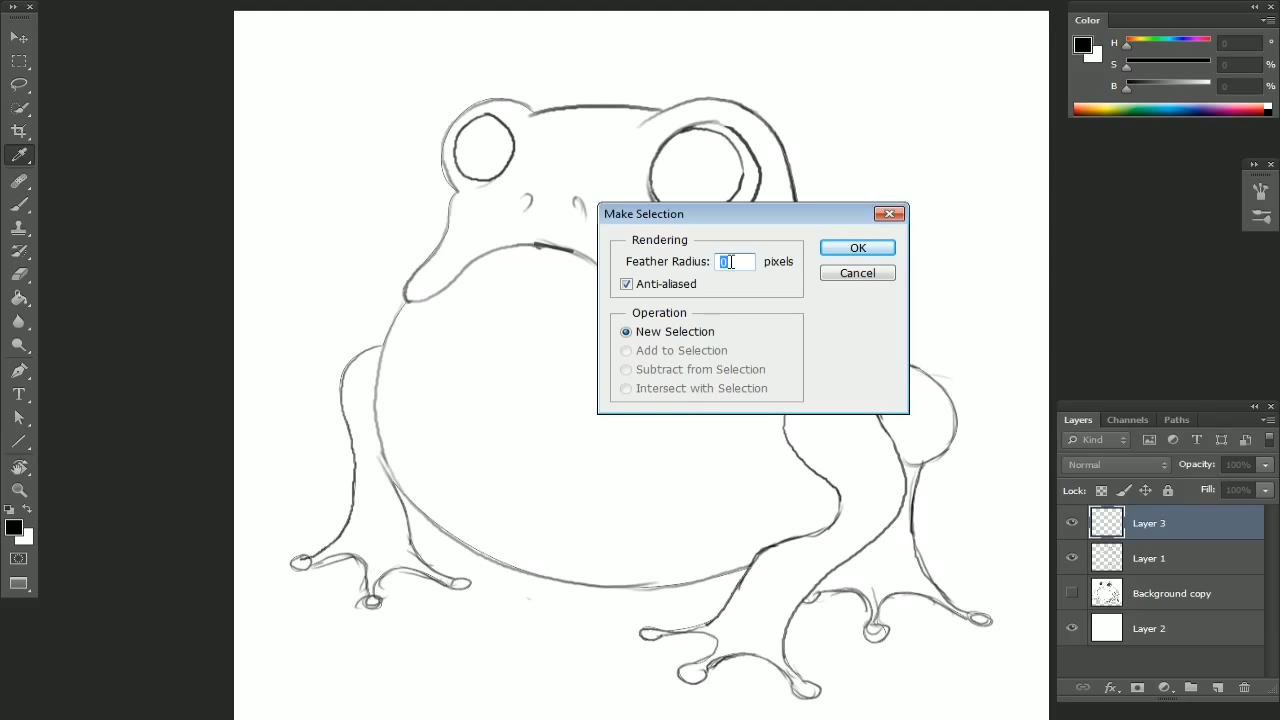 Color
H 0 °
S 0 %
B 0 %
Make Selection
Rendering
Feather Radius: 0 pixels
Anti-aliased
OK
Cancel
Operation
New Selection
Add to Selection
Subtract from Selection
Intersect with Selection
Layers Channels Paths
Kind
Normal Opacity: 100%
Lock: Fill: 100%
Layer 3
Layer 1
Background copy
Layer 2